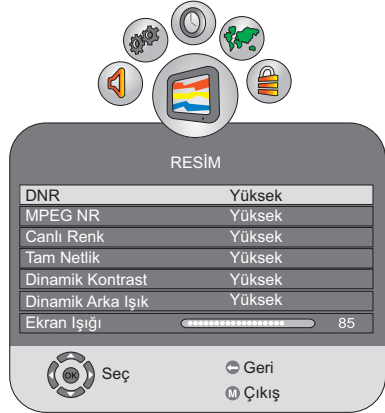 RESİM
DNR Yüksek
MPEG NR Yüksek
Canlı Renk Yüksek
Tam Netlik Yüksek
Dinamik Kontrast Yüksek
Dinamik Arka Işık Yüksek
Ekran Işığı 85
OK Seç
Geri
M Çıkış